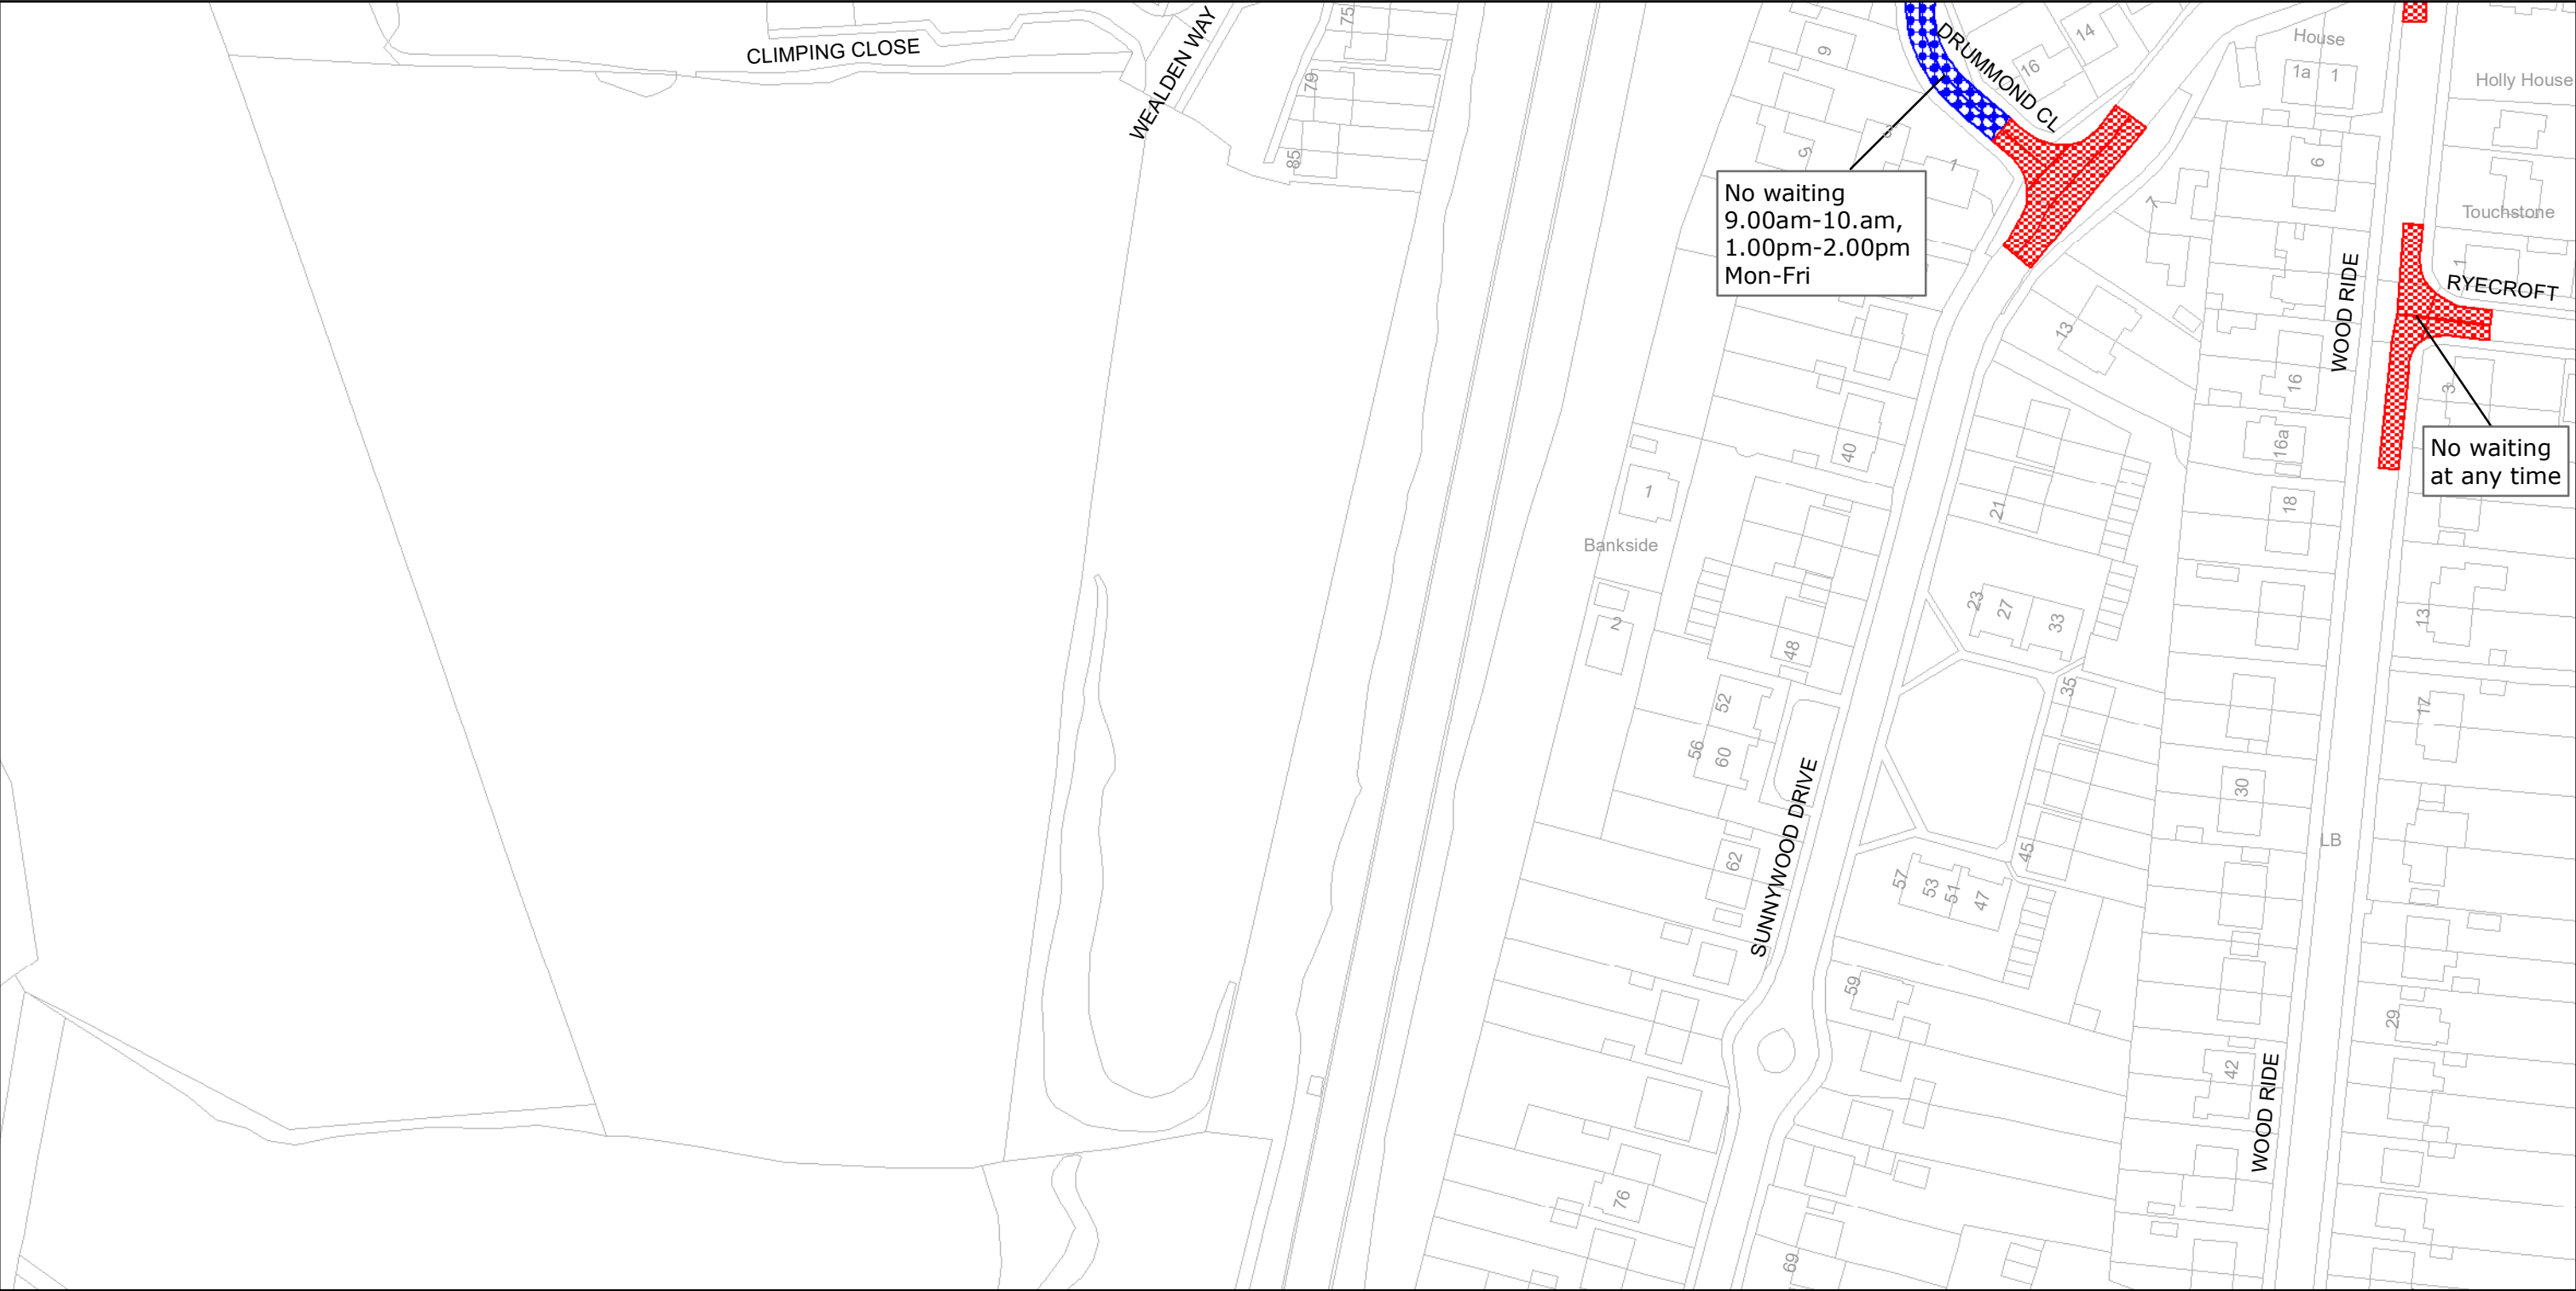 CLIMPING CLOSE
WEALDEN WAY
75
79
85
9
DRUMMOND CL
14
16
House
1a
1
Holly House
3
5
1
6
7
Touchstone
No waiting
9.00am-10.am,
1.00pm-2.00pm
Mon-Fri
WOOD RIDE
1
RYECROFT
13
16
3
40
16a
No waiting
at any time
1
18
21
Bankside
2
23
27
33
13
48
35
52
17
56
60
30
SUNNYWOOD DRIVE
LB
62
45
57
53
51
47
59
29
42
WOOD RIDE
76
69